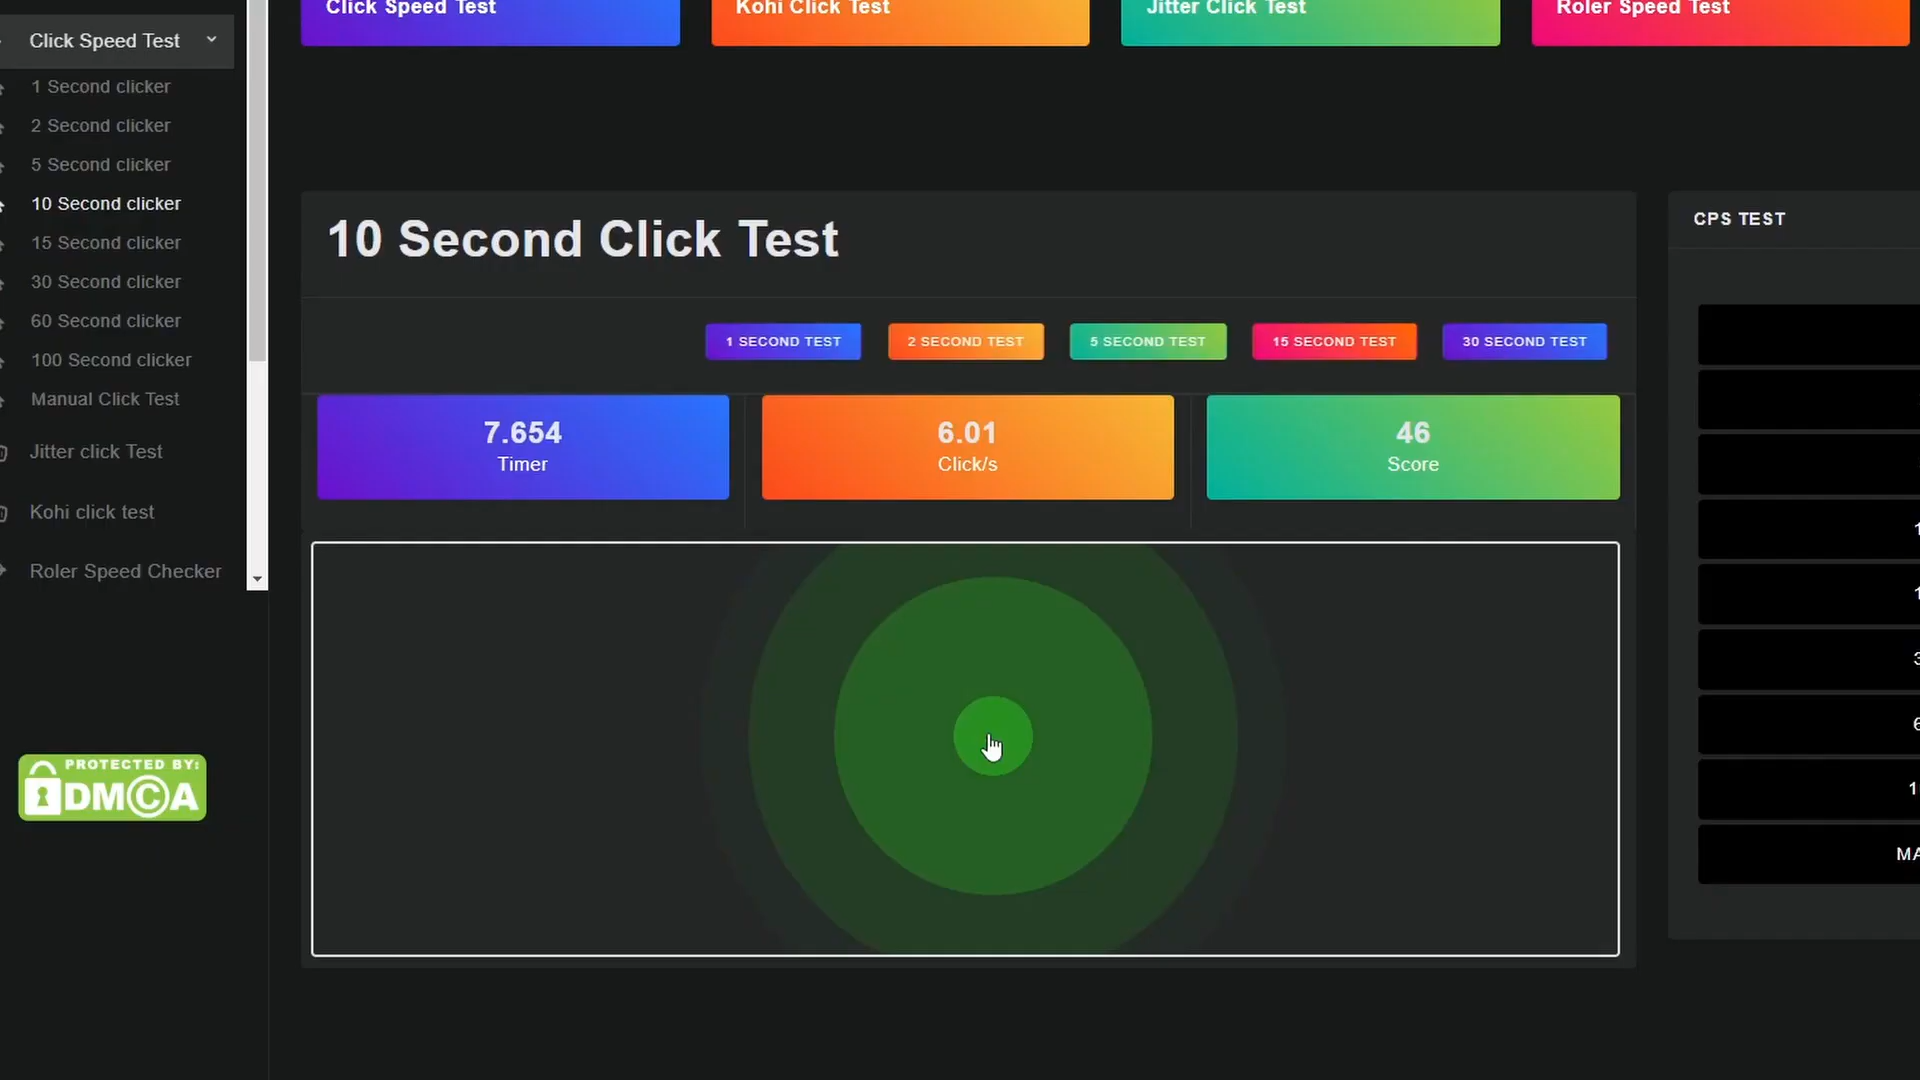 Click Speed Test
Kohi Click Test
Jitter Click Test
Roler Speed Test
Click Speed Test
1 Second clicker
2 Second clicker
5 Second clicker
10 Second clicker
15 Second clicker
30 Second clicker
60 Second clicker
100 Second clicker
Manual Click Test
Jitter click Test
Kohi click test
Roler Speed Checker
PROTECTED BY:
DMCA
10 Second Click Test
1 SECOND TEST
2 SECOND TEST
5 SECOND TEST
15 SECOND TEST
30 SECOND TEST
7.654
Timer
6.01
Click/s
46
Score
CPS TEST